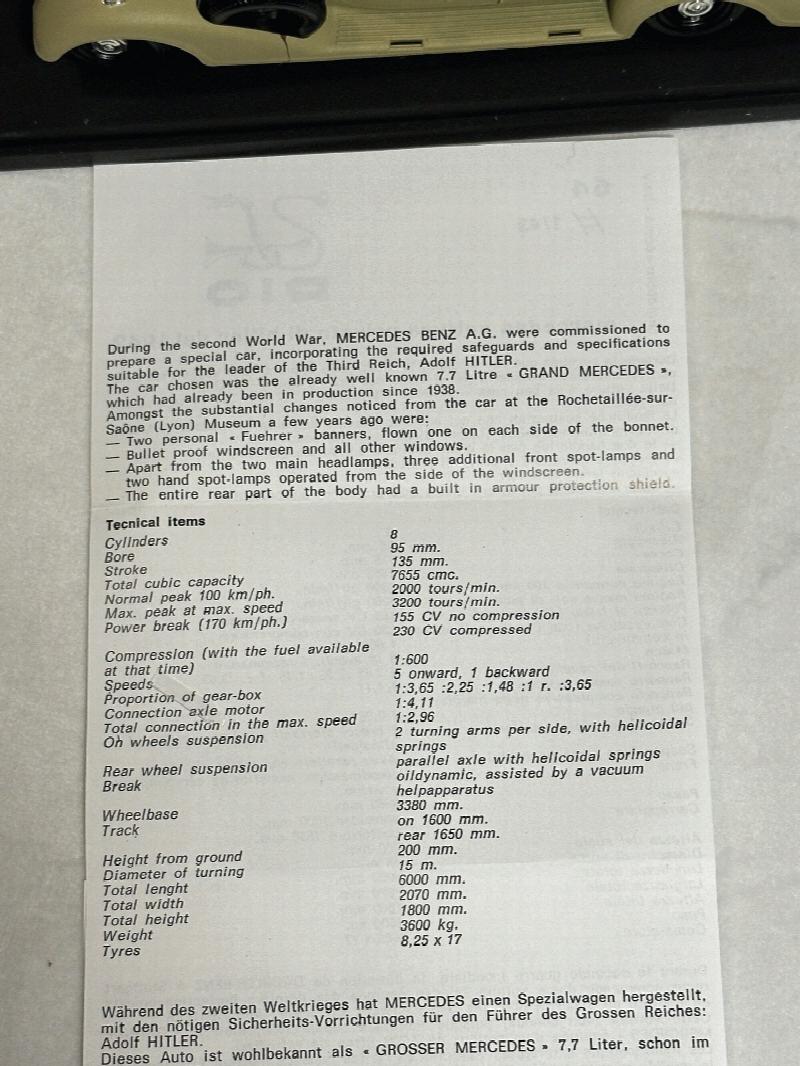 During the second World War, MERCEDES BENZ A.G. were commissioned to
prepare a special car, incorporating the required safeguards and specifications
suitable for the leader of the Third Reich, Adolf HITLER.
The car chosen was the already well known 7.7 Litre « GRAND MERCEDES »,
which had already been in production since 1938.
Amongst the substantial changes noticed from the car at the Rochetaillée-sur-
Saône (Lyon) Museum a few years ago were:
— Two personal « Fuehrer » banners, flown one on each side of the bonnet.
— Bullet proof windscreen and all other windows.
— Apart from the two main headlamps, three additional front spot-lamps and
two hand spot-lamps operated from the side of the windscreen.
— The entire rear part of the body had a built in armour protection shield.
Tecnical items
Cylinders 8
Bore 95 mm.
Stroke 135 mm.
Total cubic capacity 7655 cmc.
Normal peak 100 km/ph. 2000 tours/min.
Max. peak at max. speed 3200 tours/min.
Power break (170 km/ph.) 155 CV no compression
230 CV compressed
Compression (with the fuel available
at that time) 1:600
Speeds 5 onward, 1 backward
Proportion of gear-box 1:3,65 :2,25 :1,48 :1 r. :3,65
Connection axle motor 1:4,11
Total connection in the max. speed 1:2,96
Oh wheels suspension 2 turning arms per side, with helicoidal
springs
Rear wheel suspension parallel axle with helicoidal springs
Break oildynamic, assisted by a vacuum
helpapparatus
Wheelbase 3380 mm.
Track on 1600 mm.
rear 1650 mm.
Height from ground 200 mm.
Diameter of turning 15 m.
Total lenght 6000 mm.
Total width 2070 mm.
Total height 1800 mm.
Weight 3600 kg.
Tyres 8,25 x 17
Während des zweiten Weltkrieges hat MERCEDES einen Spezialwagen hergestellt,
mit den nötigen Sicherheits-Vorrichtungen für den Führer des Grossen Reiches:
Adolf HITLER.
Dieses Auto ist wohlbekannt als « GROSSER MERCEDES » 7,7 Liter, schon im